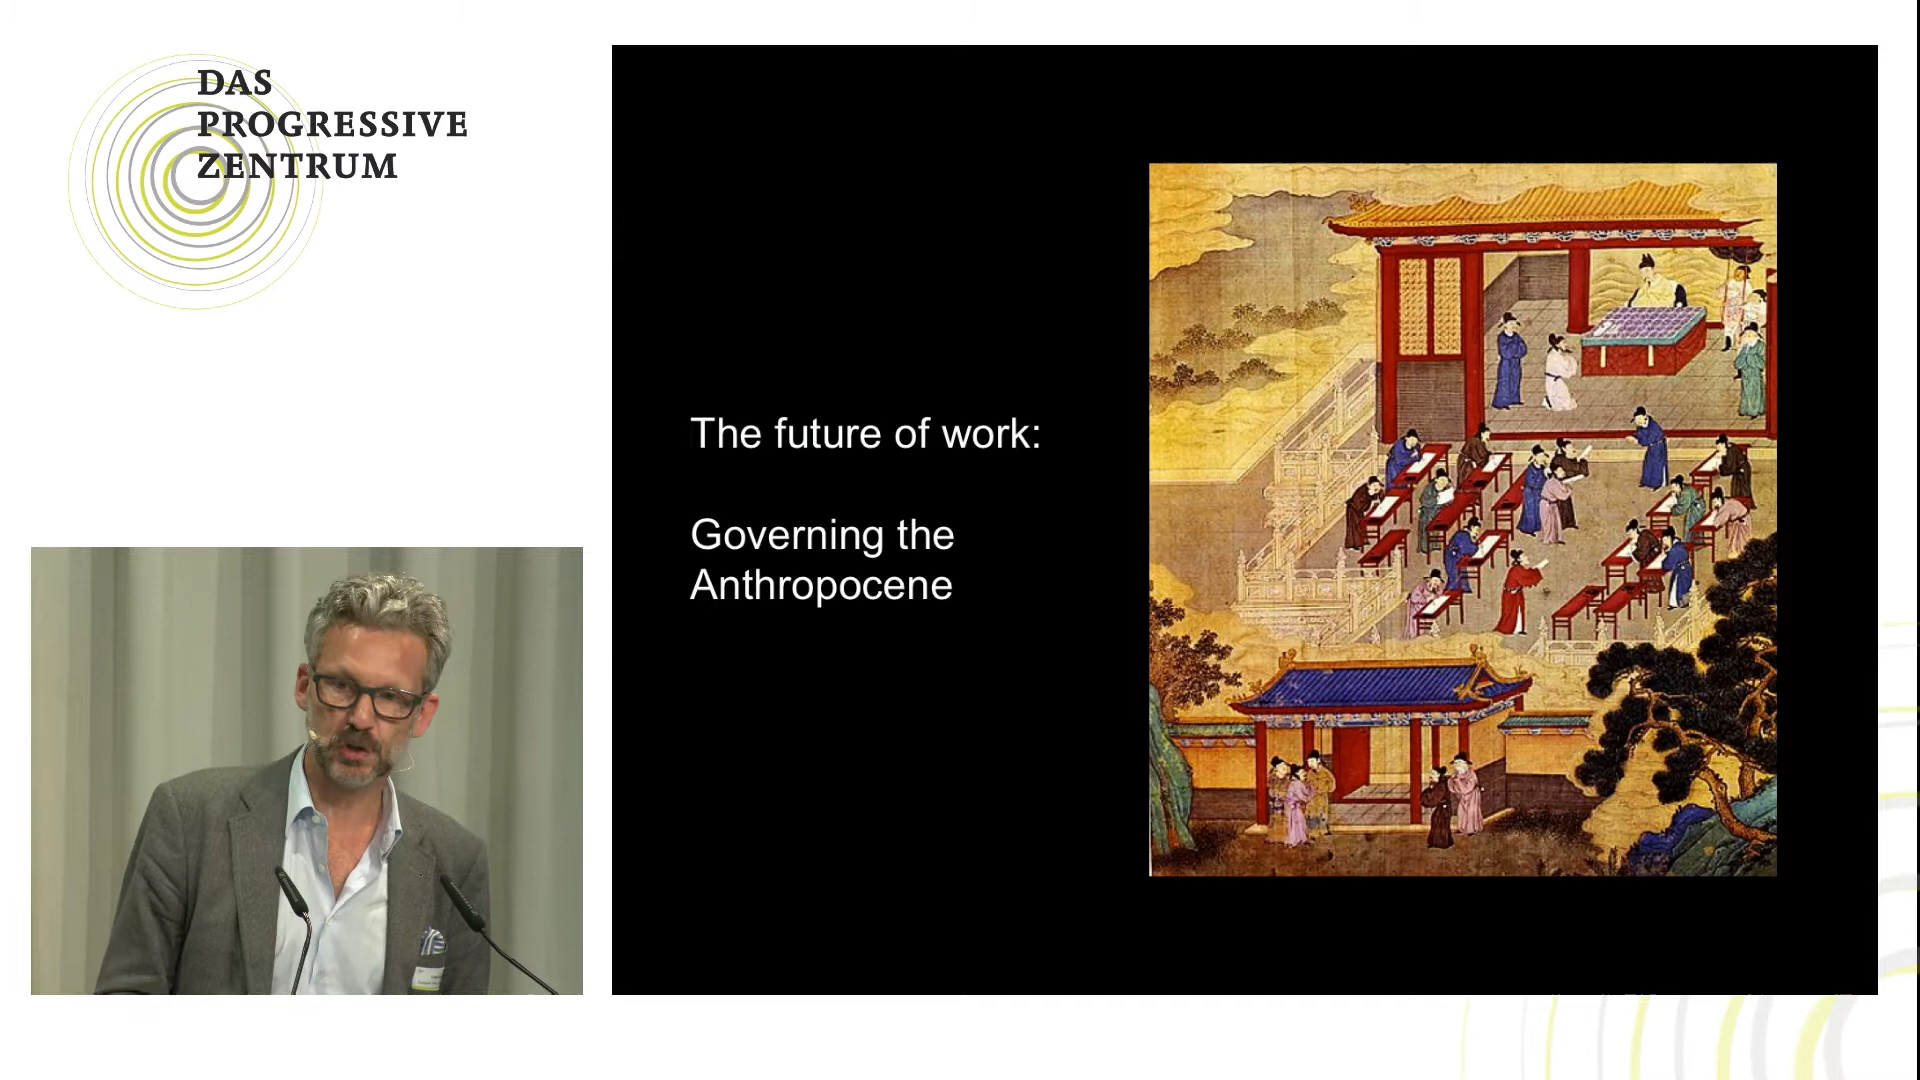 DAS
PROGRESSIVE
ZENTRUM
The future of work:
Governing the
Anthropocene